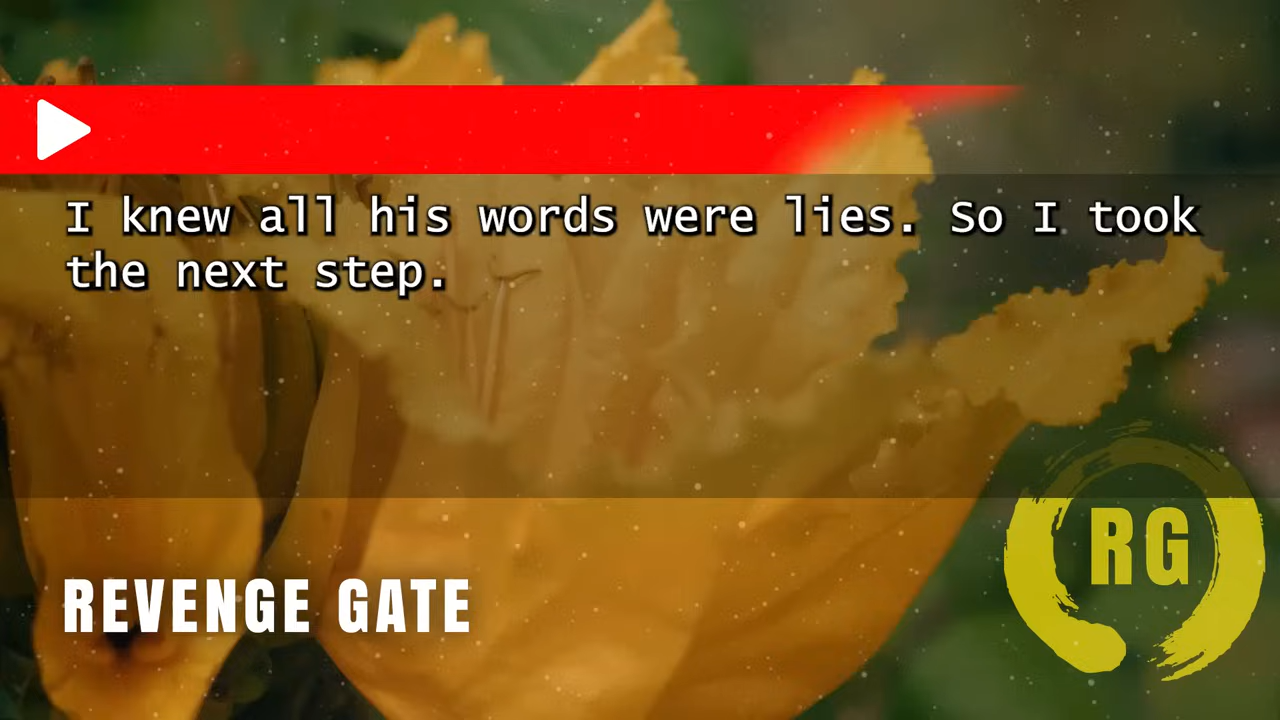 I knew all his words were lies. So I took
the next step.
RG
REVENGE GATE